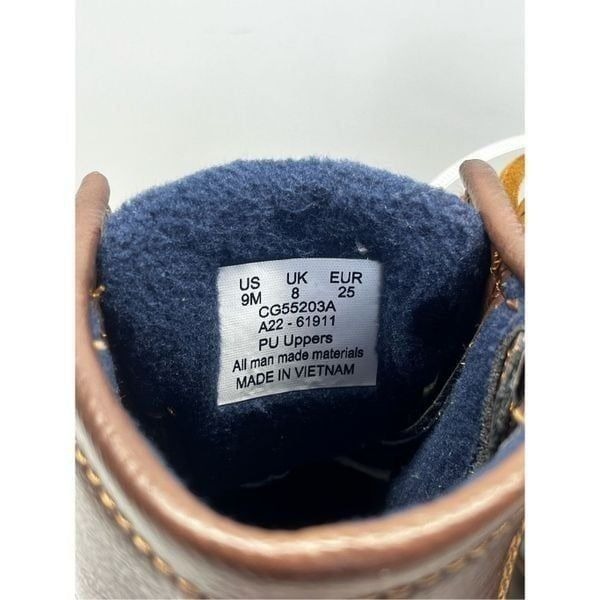 US UK EUR
9M 8 25
CG55203A
A22 - 61911
PU Uppers
All man made materials
MADE IN VIETNAM